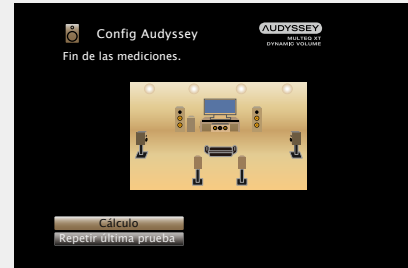 Config Audyssey
AUDYSSEY
MULTEQ XT
DYNAMIC VOLUME
Fin de las mediciones.
Cálculo
Repetir última prueba